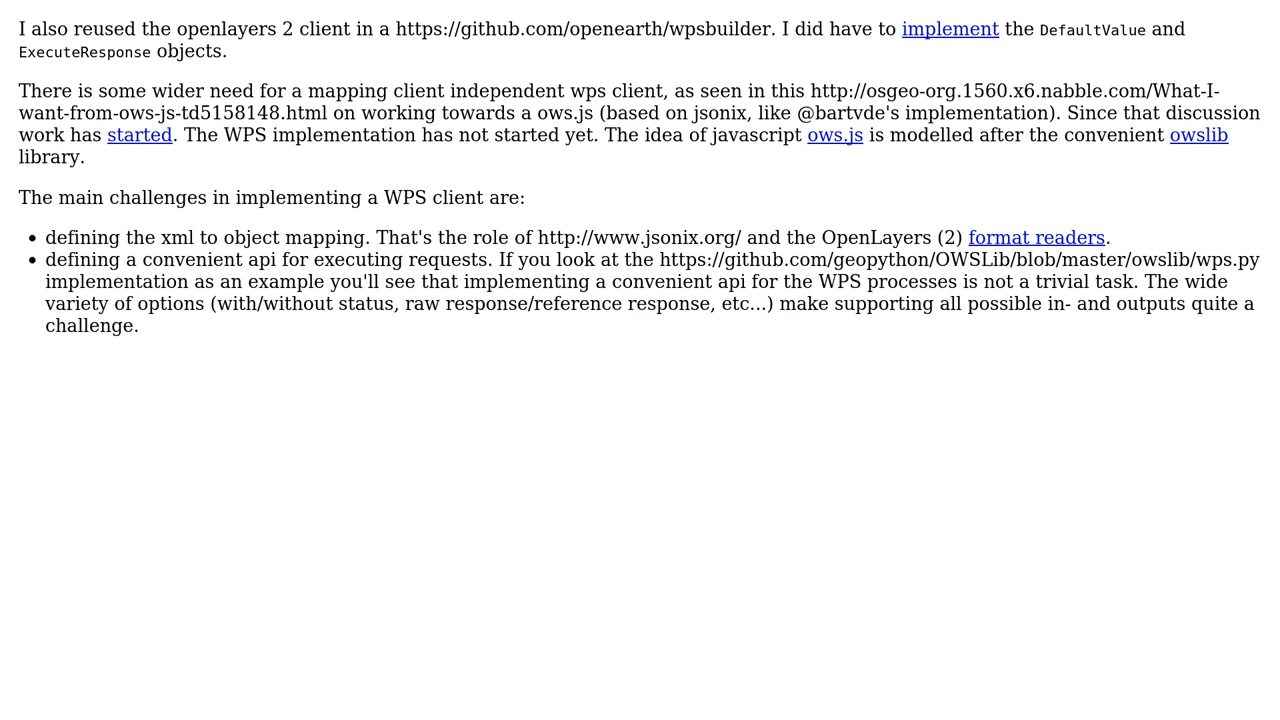 I also reused the openlayers 2 client in a https://github.com/openearth/wpsbuilder. I did have to implement the DefaultValue and
ExecuteResponse objects.
There is some wider need for a mapping client independent wps client, as seen in this http://osgeo-org.1560.x6.nabble.com/What-I-
want-from-ows-js-td5158148.html on working towards a ows.js (based on jsonix, like @bartvde's implementation). Since that discussion
work has started. The WPS implementation has not started yet. The idea of javascript ows.js is modelled after the convenient owslib
library.
The main challenges in implementing a WPS client are:
• defining the xml to object mapping. That's the role of http://www.jsonix.org/ and the OpenLayers (2) format readers.
• defining a convenient api for executing requests. If you look at the https://github.com/geopython/OWSLib/blob/master/owslib/wps.py
implementation as an example you'll see that implementing a convenient api for the WPS processes is not a trivial task. The wide
variety of options (with/without status, raw response/reference response, etc...) make supporting all possible in- and outputs quite a
challenge.